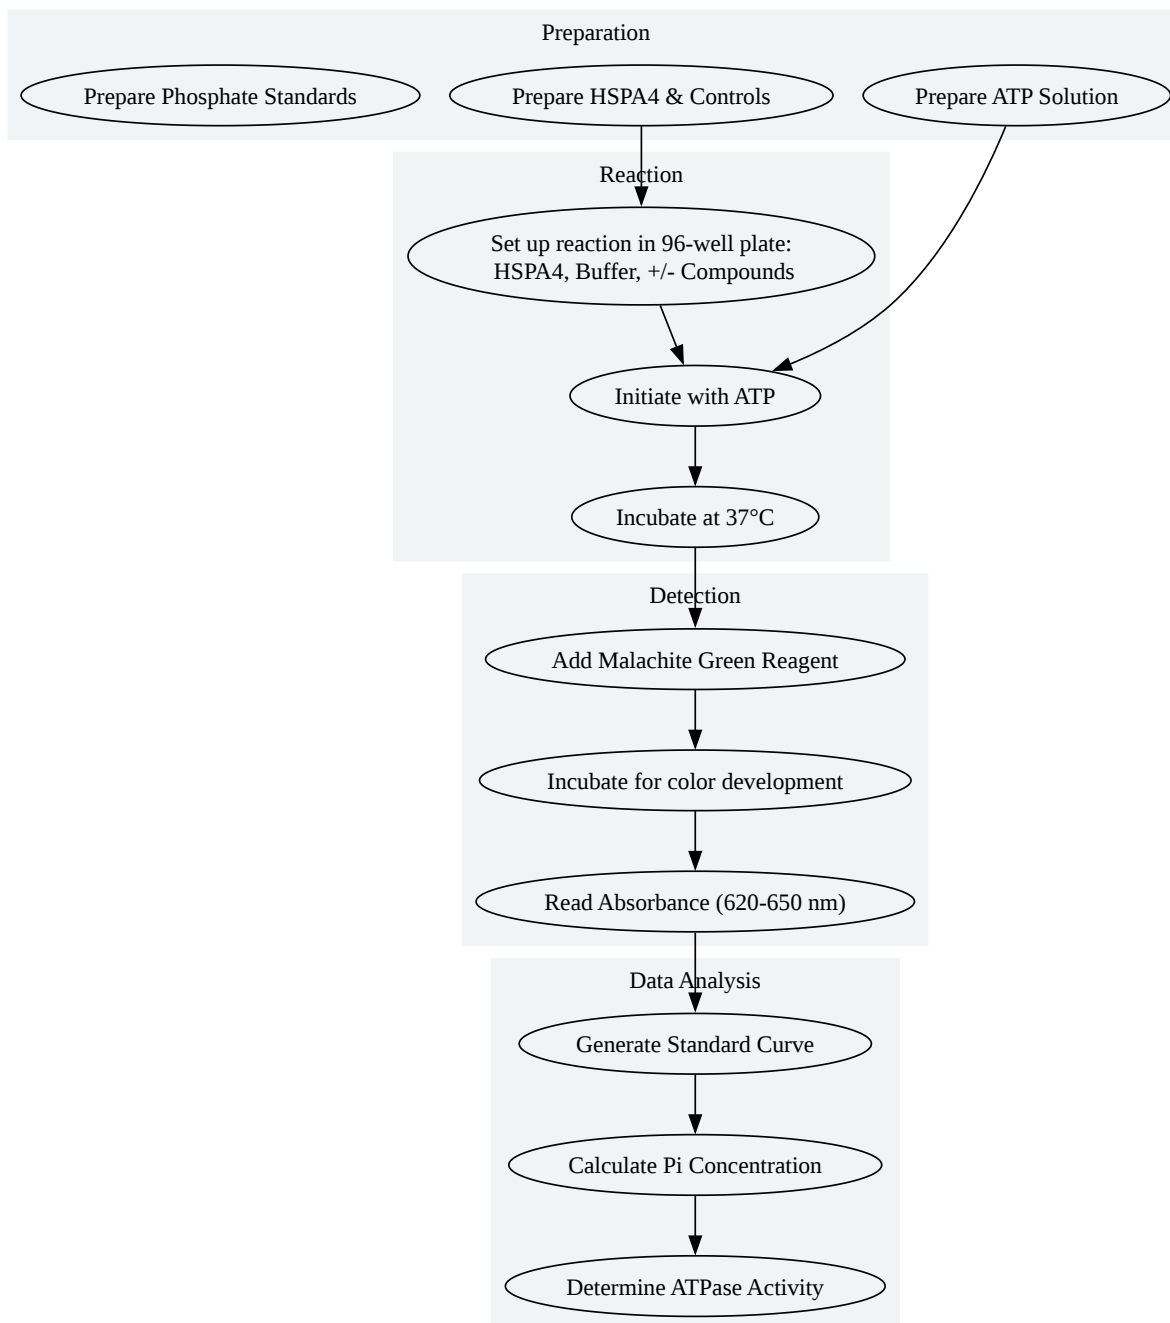 Preparation
Prepare Phosphate Standards
Prepare HSPA4 & Controls
Prepare ATP Solution
Reaction
Set up reaction in 96-well plate:
HSPA4, Buffer, +/- Compounds
Initiate with ATP
Incubate at 37°C
Detection
Add Malachite Green Reagent
Incubate for color development
Read Absorbance (620-650 nm)
Data Analysis
Generate Standard Curve
Calculate Pi Concentration
Determine ATPase Activity